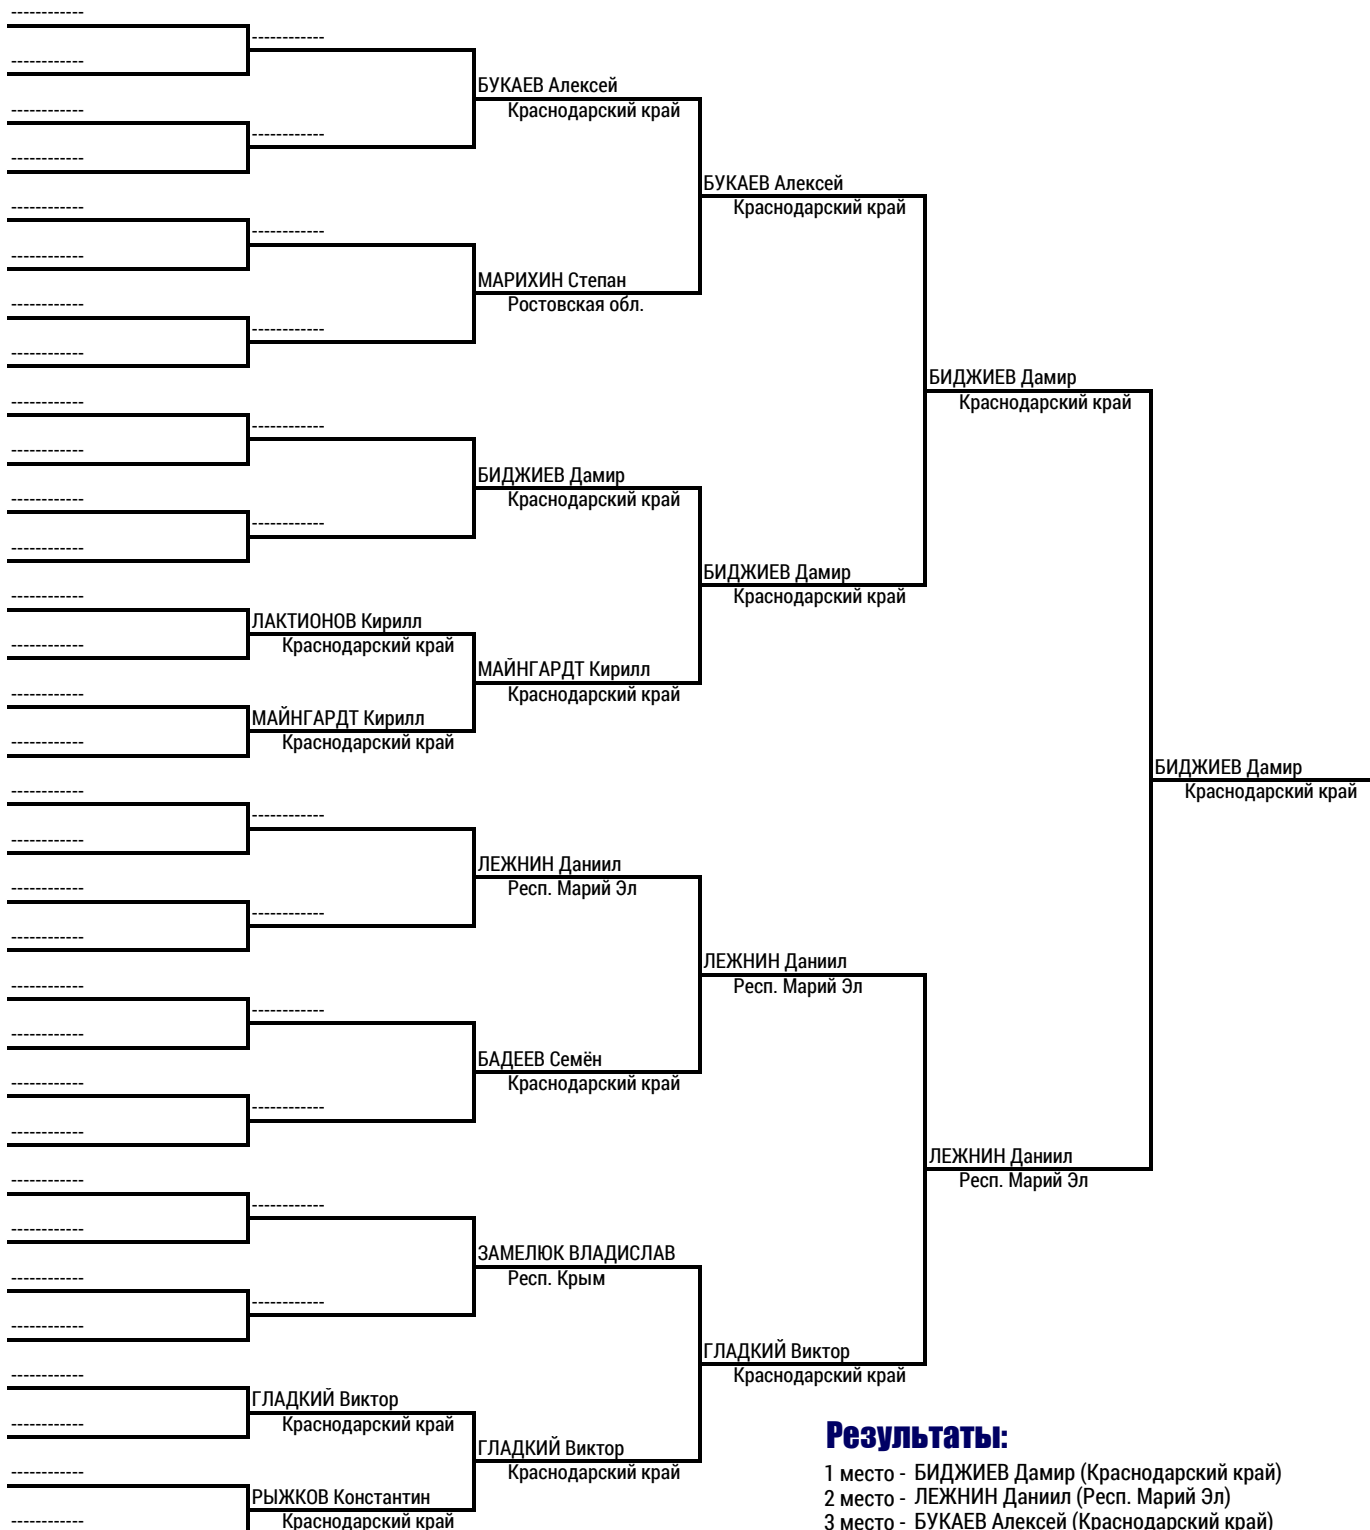 ------------
------------
------------
БУКАЕВ Алексей
------------
Краснодарский край
------------
------------
БУКАЕВ Алексей
------------
Краснодарский край
------------
------------
МАРИХИН Степан
------------
Ростовская обл.
------------
------------
БИДЖИЕВ Дамир
------------
Краснодарский край
------------
------------
БИДЖИЕВ Дамир
------------
Краснодарский край
------------
------------
БИДЖИЕВ Дамир
------------
Краснодарский край
ЛАКТИОНОВ Кирилл
------------
Краснодарский край
МАЙНГАРДТ Кирилл
------------
Краснодарский край
МАЙНГАРДТ Кирилл
------------
Краснодарский край
БИДЖИЕВ Дамир
------------
Краснодарский край
------------
------------
ЛЕЖНИН Даниил
------------
Респ. Марий Эл
------------
------------
ЛЕЖНИН Даниил
------------
Респ. Марий Эл
------------
------------
БАДЕЕВ Семён
------------
Краснодарский край
------------
------------
ЛЕЖНИН Даниил
------------
Респ. Марий Эл
------------
------------
ЗАМЕЛЮК ВЛАДИСЛАВ
------------
Респ. Крым
------------
------------
ГЛАДКИЙ Виктор
------------
Краснодарский край
ГЛАДКИЙ Виктор
------------
Краснодарский край
ГЛАДКИЙ Виктор
------------
Краснодарский край
РЫЖКОВ Константин
------------
Краснодарский край
Результаты:
1 место - БИДЖИЕВ Дамир (Краснодарский край)
2 место - ЛЕЖНИН Даниил (Респ. Марий Эл)
3 место - БУКАЕВ Алексей (Краснодарский край)